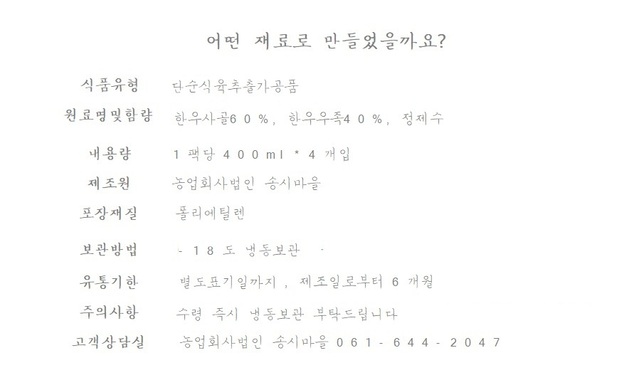 어떤 재료로 만들었을까요?
식품유형 단순식육추출가공품
원료명및함량 한우사골60%, 한우우족40%, 정제수
내용량 1 팩당 400ml * 4 개입
제조원 농업회사법인 송시마을
포장재질 폴리에틸렌
보관방법 - 18 도 냉동보관 -
유통기한 별도표기일까지 , 제조일로부터 6 개월
주의사항 수령 즉시 냉동보관 부탁드립니다
고객상담실 농업회사법인 송시마을 061- 644- 2047